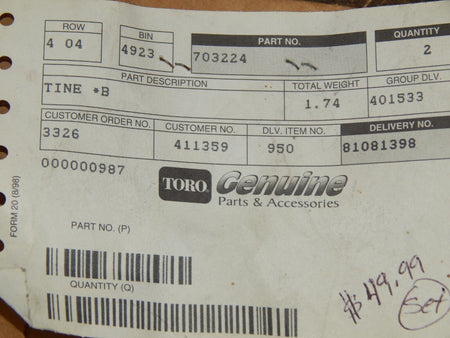 ROW BIN PART NO. QUANTITY
4 04 4923 703224 2
PART DESCRIPTION TOTAL WEIGHT GROUP DLV.
TINE *B 1.74 401533
CUSTOMER ORDER NO. CUSTOMER NO. DLV. ITEM NO. DELIVERY NO.
3326 411359 950 81081398
000000987
TORO Genuine
Parts & Accessories
FORM 20 (8/98)
PART NO. (P)
QUANTITY (Q)
$49.99
Set